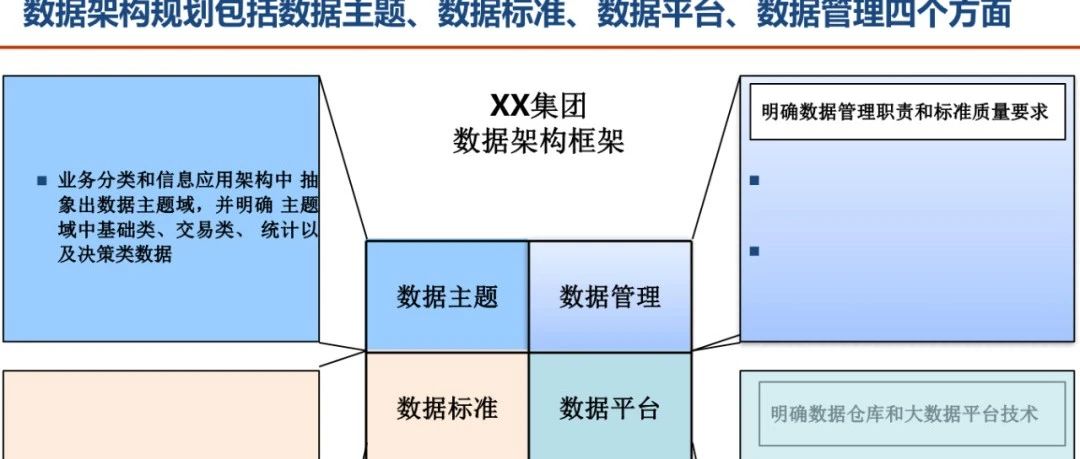 数据架构规划包括数据主题、数据标准、数据平台、数据管理四个方面
XX集团
数据架构框架
■ 业务分类和信息应用架构中 抽
象出数据主题域，并明确 主题
域中基础类、交易类、 统计以
及决策类数据
明确数据管理职责和标准质量要求
数据主题
数据管理
数据标准
数据平台
明确数据仓库和大数据平台技术